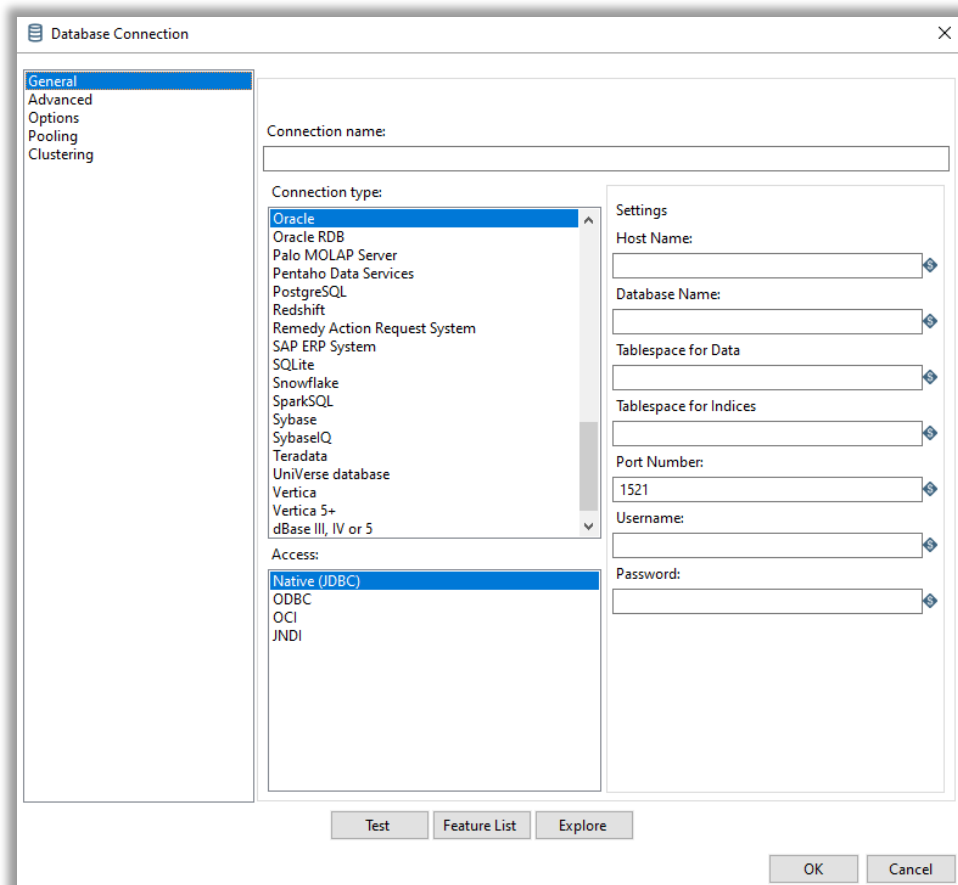 Database Connection
General
Advanced
Options
Pooling
Clustering
Connection name:
Connection type:
Oracle
Oracle RDB
Palo MOLAP Server
Pentaho Data Services
PostgreSQL
Redshift
Remedy Action Request System
SAP ERP System
SQLite
Snowflake
SparkSQL
Sybase
SybaseIQ
Teradata
UniVerse database
Vertica
Vertica 5+
dBase III, IV or 5
Access:
Native (JDBC)
ODBC
OCI
JNDI
Settings
Host Name:
Database Name:
Tablespace for Data
Tablespace for Indices
Port Number:
1521
Username:
Password:
Test Feature List Explore
OK Cancel